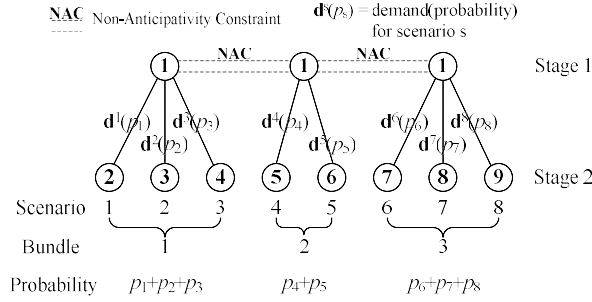 NAC Non-Anticipativity Constraint
dˢ(pₛ) = demand(probability)
for scenario s
NAC NAC
1 1 1 Stage 1
d¹(p₁) d³(p₃) d⁴(p₄) d⁶(p₆) d⁸(p₈)
d²(p₂) d⁵(p₅) d⁷(p₇)
2 3 4 5 6 7 8 9 Stage 2
Scenario 1 2 3 4 5 6 7 8
Bundle 1 2 3
Probability p₁+p₂+p₃ p₄+p₅ p₆+p₇+p₈